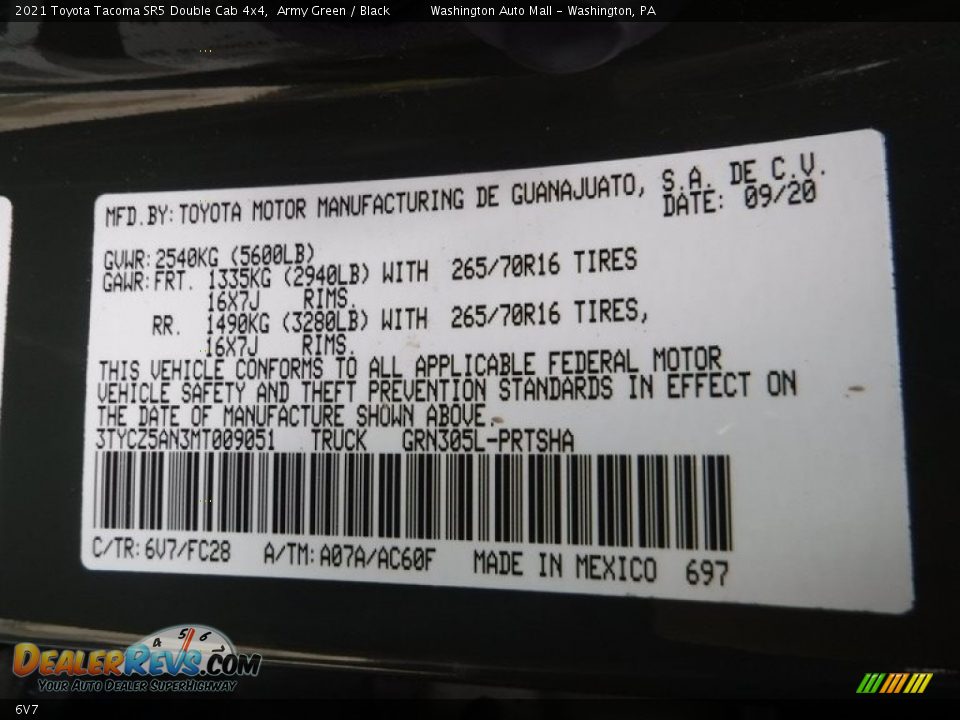 2021 Toyota Tacoma SR5 Double Cab 4x4, Army Green / Black Washington Auto Mall - Washington, PA
MFD.BY:TOYOTA MOTOR MANUFACTURING DE GUANAJUATO, S.A. DE C.V.
DATE: 09/20
GVWR:2540KG (5600LB)
GAWR:FRT. 1335KG (2940LB) WITH 265/70R16 TIRES
16X7J RIMS.
RR. 1490KG (3280LB) WITH 265/70R16 TIRES,
16X7J RIMS.
THIS VEHICLE CONFORMS TO ALL APPLICABLE FEDERAL MOTOR
VEHICLE SAFETY AND THEFT PREVENTION STANDARDS IN EFFECT ON
THE DATE OF MANUFACTURE SHOWN ABOVE.
3TYCZ5AN3MT009051 TRUCK GRN305L-PRTSHA
C/TR:6V7/FC28 A/TM:A07A/AC60F MADE IN MEXICO 697
4 5 6
DEALERREVS.COM
YOUR AUTO DEALER SUPERHIGHWAY
6V7